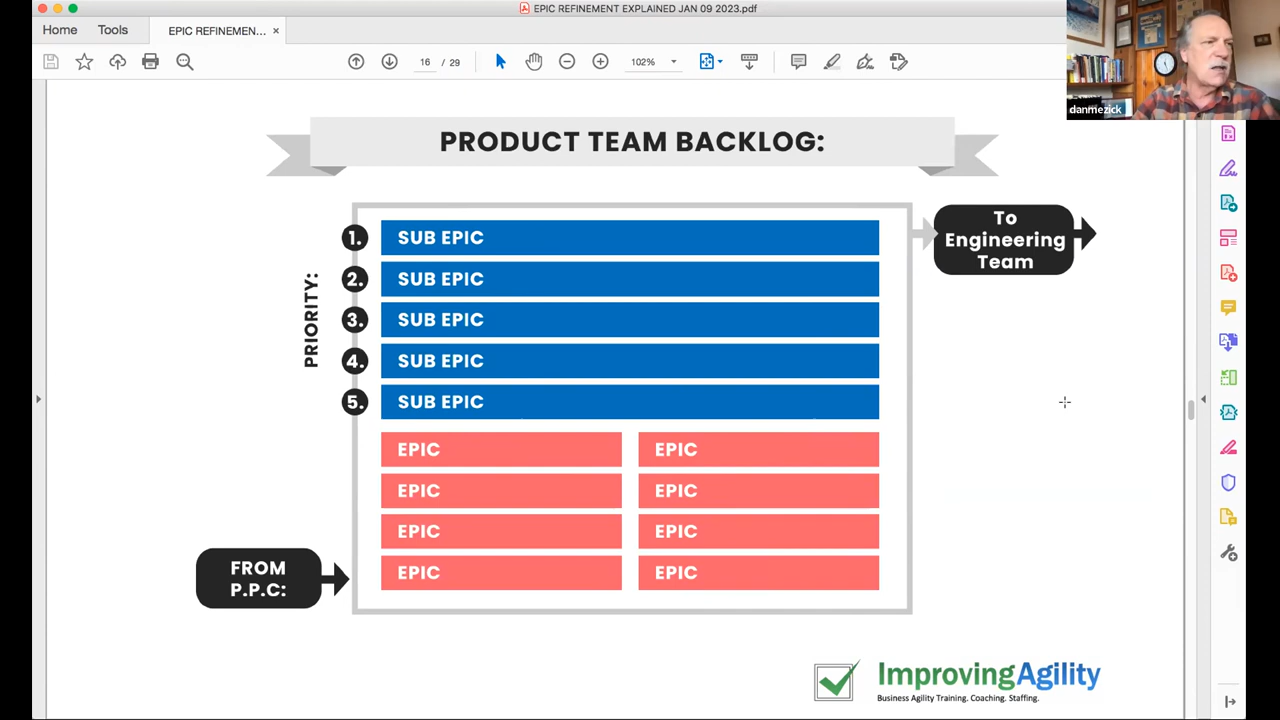 EPIC REFINEMENT EXPLAINED JAN 09 2023.pdf
Home
Tools
EPIC REFINEMEN...
16 / 29
102%
danmezick
PRODUCT TEAM BACKLOG:
PRIORITY:
1. SUB EPIC
2. SUB EPIC
3. SUB EPIC
4. SUB EPIC
5. SUB EPIC
To
Engineering
Team
EPIC EPIC
EPIC EPIC
EPIC EPIC
EPIC EPIC
FROM
P.P.C:
ImprovingAgility
Business Agility Training. Coaching. Staffing.